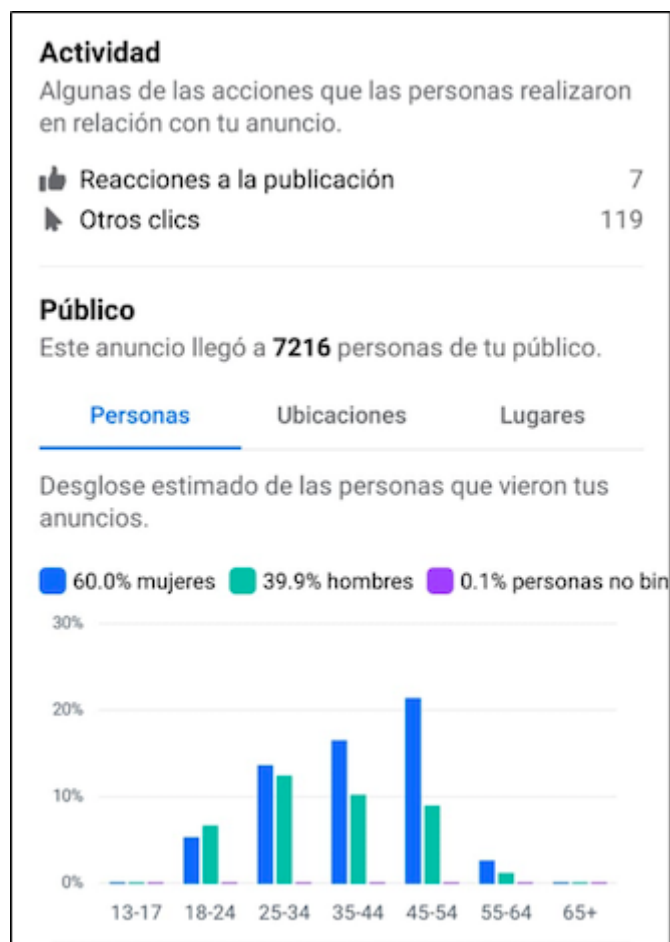 Actividad
Algunas de las acciones que las personas realizaron
en relación con tu anuncio.
Reacciones a la publicación 7
Otros clics 119
Público
Este anuncio llegó a 7216 personas de tu público.
Personas Ubicaciones Lugares
Desglose estimado de las personas que vieron tus
anuncios.
60.0% mujeres 39.9% hombres 0.1% personas no bin
30%
20%
10%
0%
13-17 18-24 25-34 35-44 45-54 55-64 65+